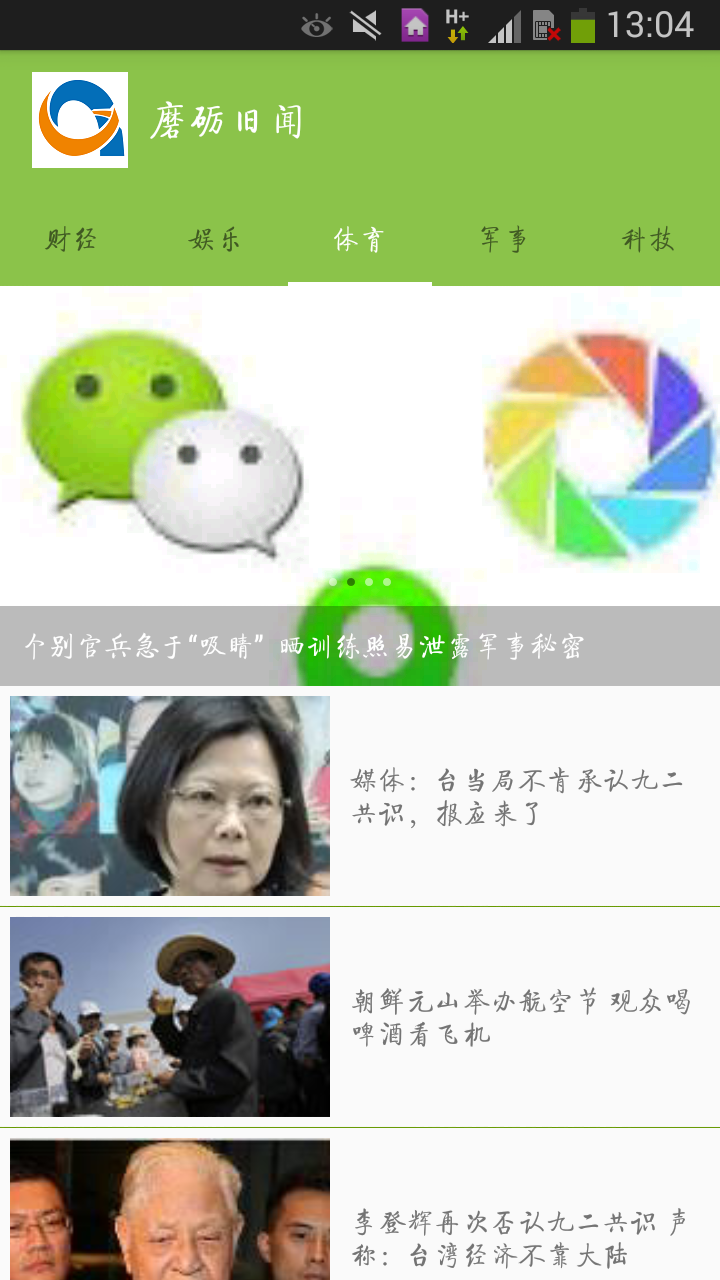 H+
13:04
磨砺旧闻
财经
娱乐
体育
军事
科技
个别官兵急于“吸睛” 晒训练照易泄露军事秘密
媒体：台当局不肯承认九二
共识，报应来了
朝鲜元山举办航空节 观众喝
啤酒看飞机
李登辉再次否认九二共识 声
称：台湾经济不靠大陆